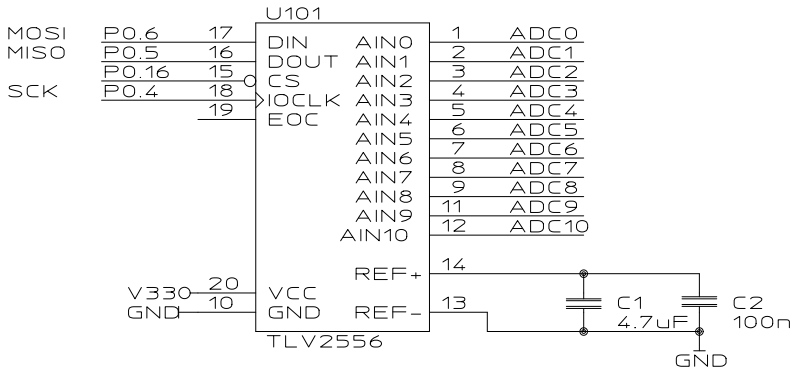 U101
MOSI P0.6 17 DIN AIN0 1 ADC0
MISO P0.5 16 DOUT AIN1 2 ADC1
P0.16 15 CS AIN2 3 ADC2
SCK P0.4 18 IOCLK AIN3 4 ADC3
19 EOC AIN4 5 ADC4
AIN5 6 ADC5
AIN6 7 ADC6
AIN7 8 ADC7
AIN8 9 ADC8
AIN9 11 ADC9
AIN10 12 ADC10
REF+ 14
V33 20 VCC
GND 10 GND REF- 13
C1 C2
4.7uF 100n
TLV2556
GND